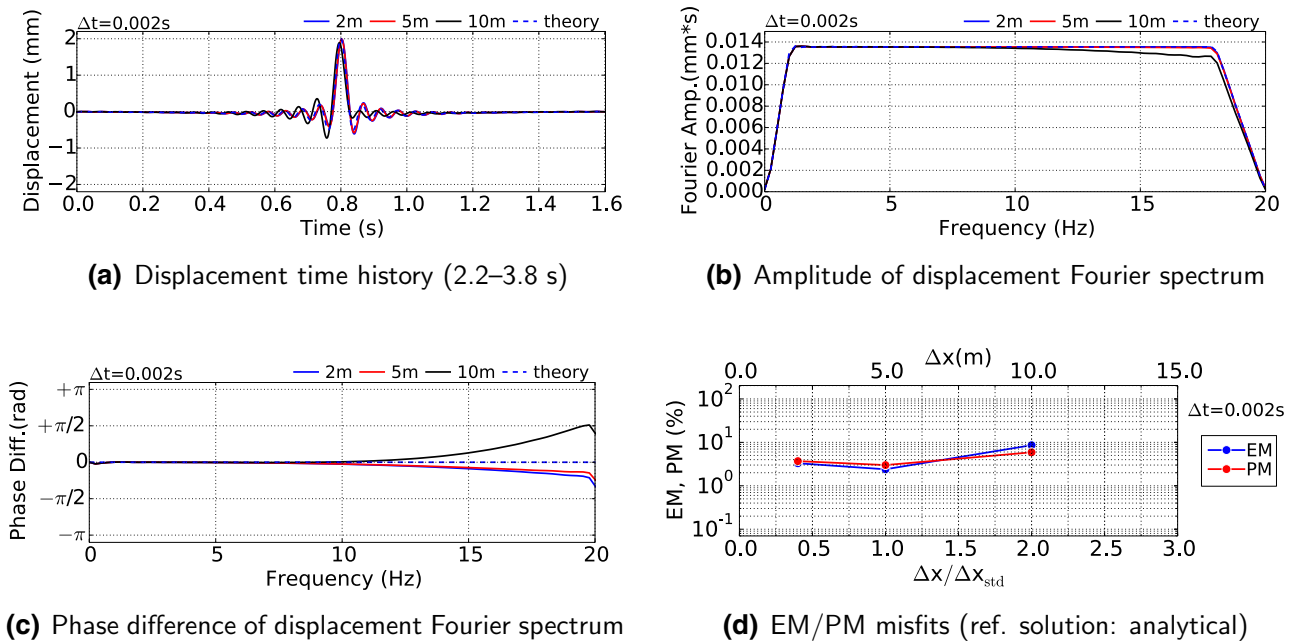 Δt=0.002s
2m 5m 10m theory
Displacement (mm)
2
1
0
−1
−2
0.0 0.2 0.4 0.6 0.8 1.0 1.2 1.4 1.6
Time (s)
(a) Displacement time history (2.2–3.8 s)
Δt=0.002s
2m 5m 10m theory
Fourier Amp.(mm*s)
0.014
0.012
0.010
0.008
0.006
0.004
0.002
0.000
0 5 10 15 20
Frequency (Hz)
(b) Amplitude of displacement Fourier spectrum
Δt=0.002s
2m 5m 10m theory
Phase Diff.(rad)
+π
+π/2
0
−π/2
−π
0 5 10 15 20
Frequency (Hz)
(c) Phase difference of displacement Fourier spectrum
Δx(m)
0.0 5.0 10.0 15.0
EM, PM (%)
10²
10¹
10⁰
10⁻¹
Δt=0.002s
EM
PM
0.0 0.5 1.0 1.5 2.0 2.5 3.0
Δx/Δx_std
(d) EM/PM misfits (ref. solution: analytical)